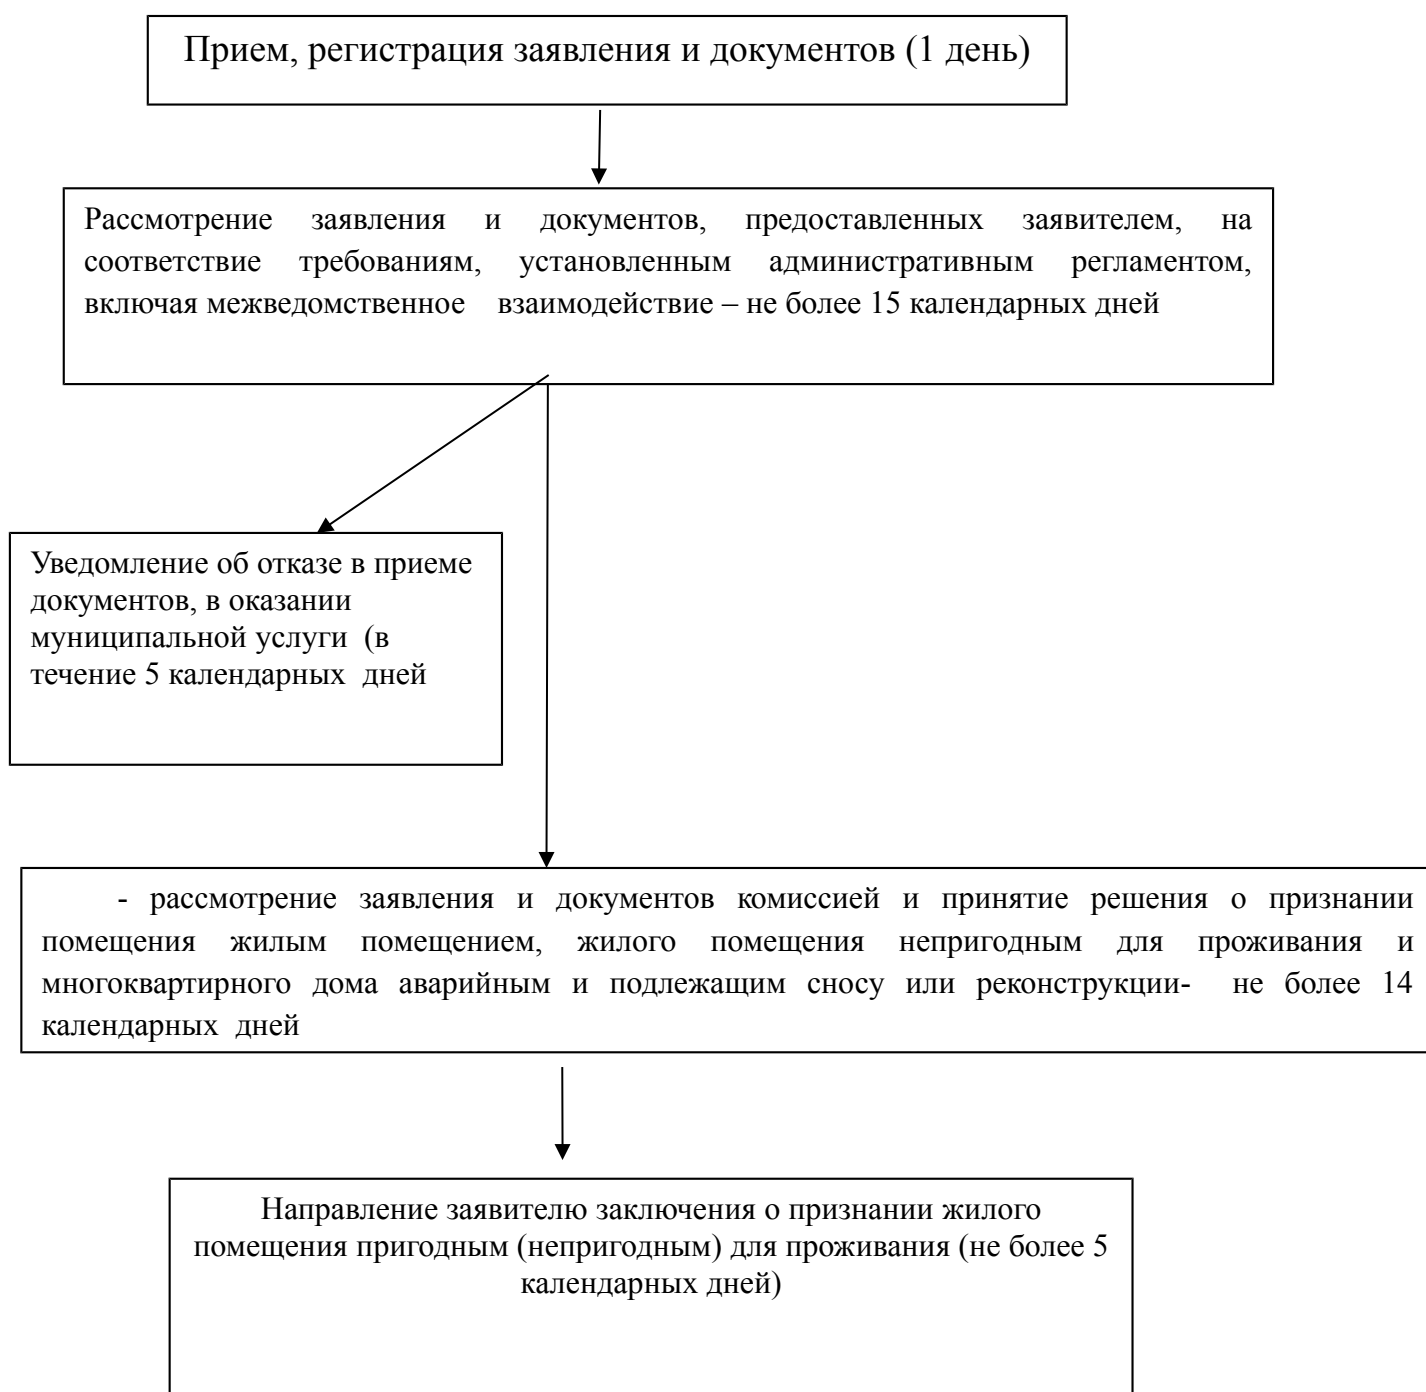 Прием, регистрация заявления и документов (1 день)
Рассмотрение заявления и документов, предоставленных заявителем, на
соответствие требованиям, установленным административным регламентом,
включая межведомственное взаимодействие – не более 15 календарных дней
Уведомление об отказе в приеме
документов, в оказании
муниципальной услуги (в
течение 5 календарных дней
- рассмотрение заявления и документов комиссией и принятие решения о признании
помещения жилым помещением, жилого помещения непригодным для проживания и
многоквартирного дома аварийным и подлежащим сносу или реконструкции- не более 14
календарных дней
Направление заявителю заключения о признании жилого
помещения пригодным (непригодным) для проживания (не более 5
календарных дней)